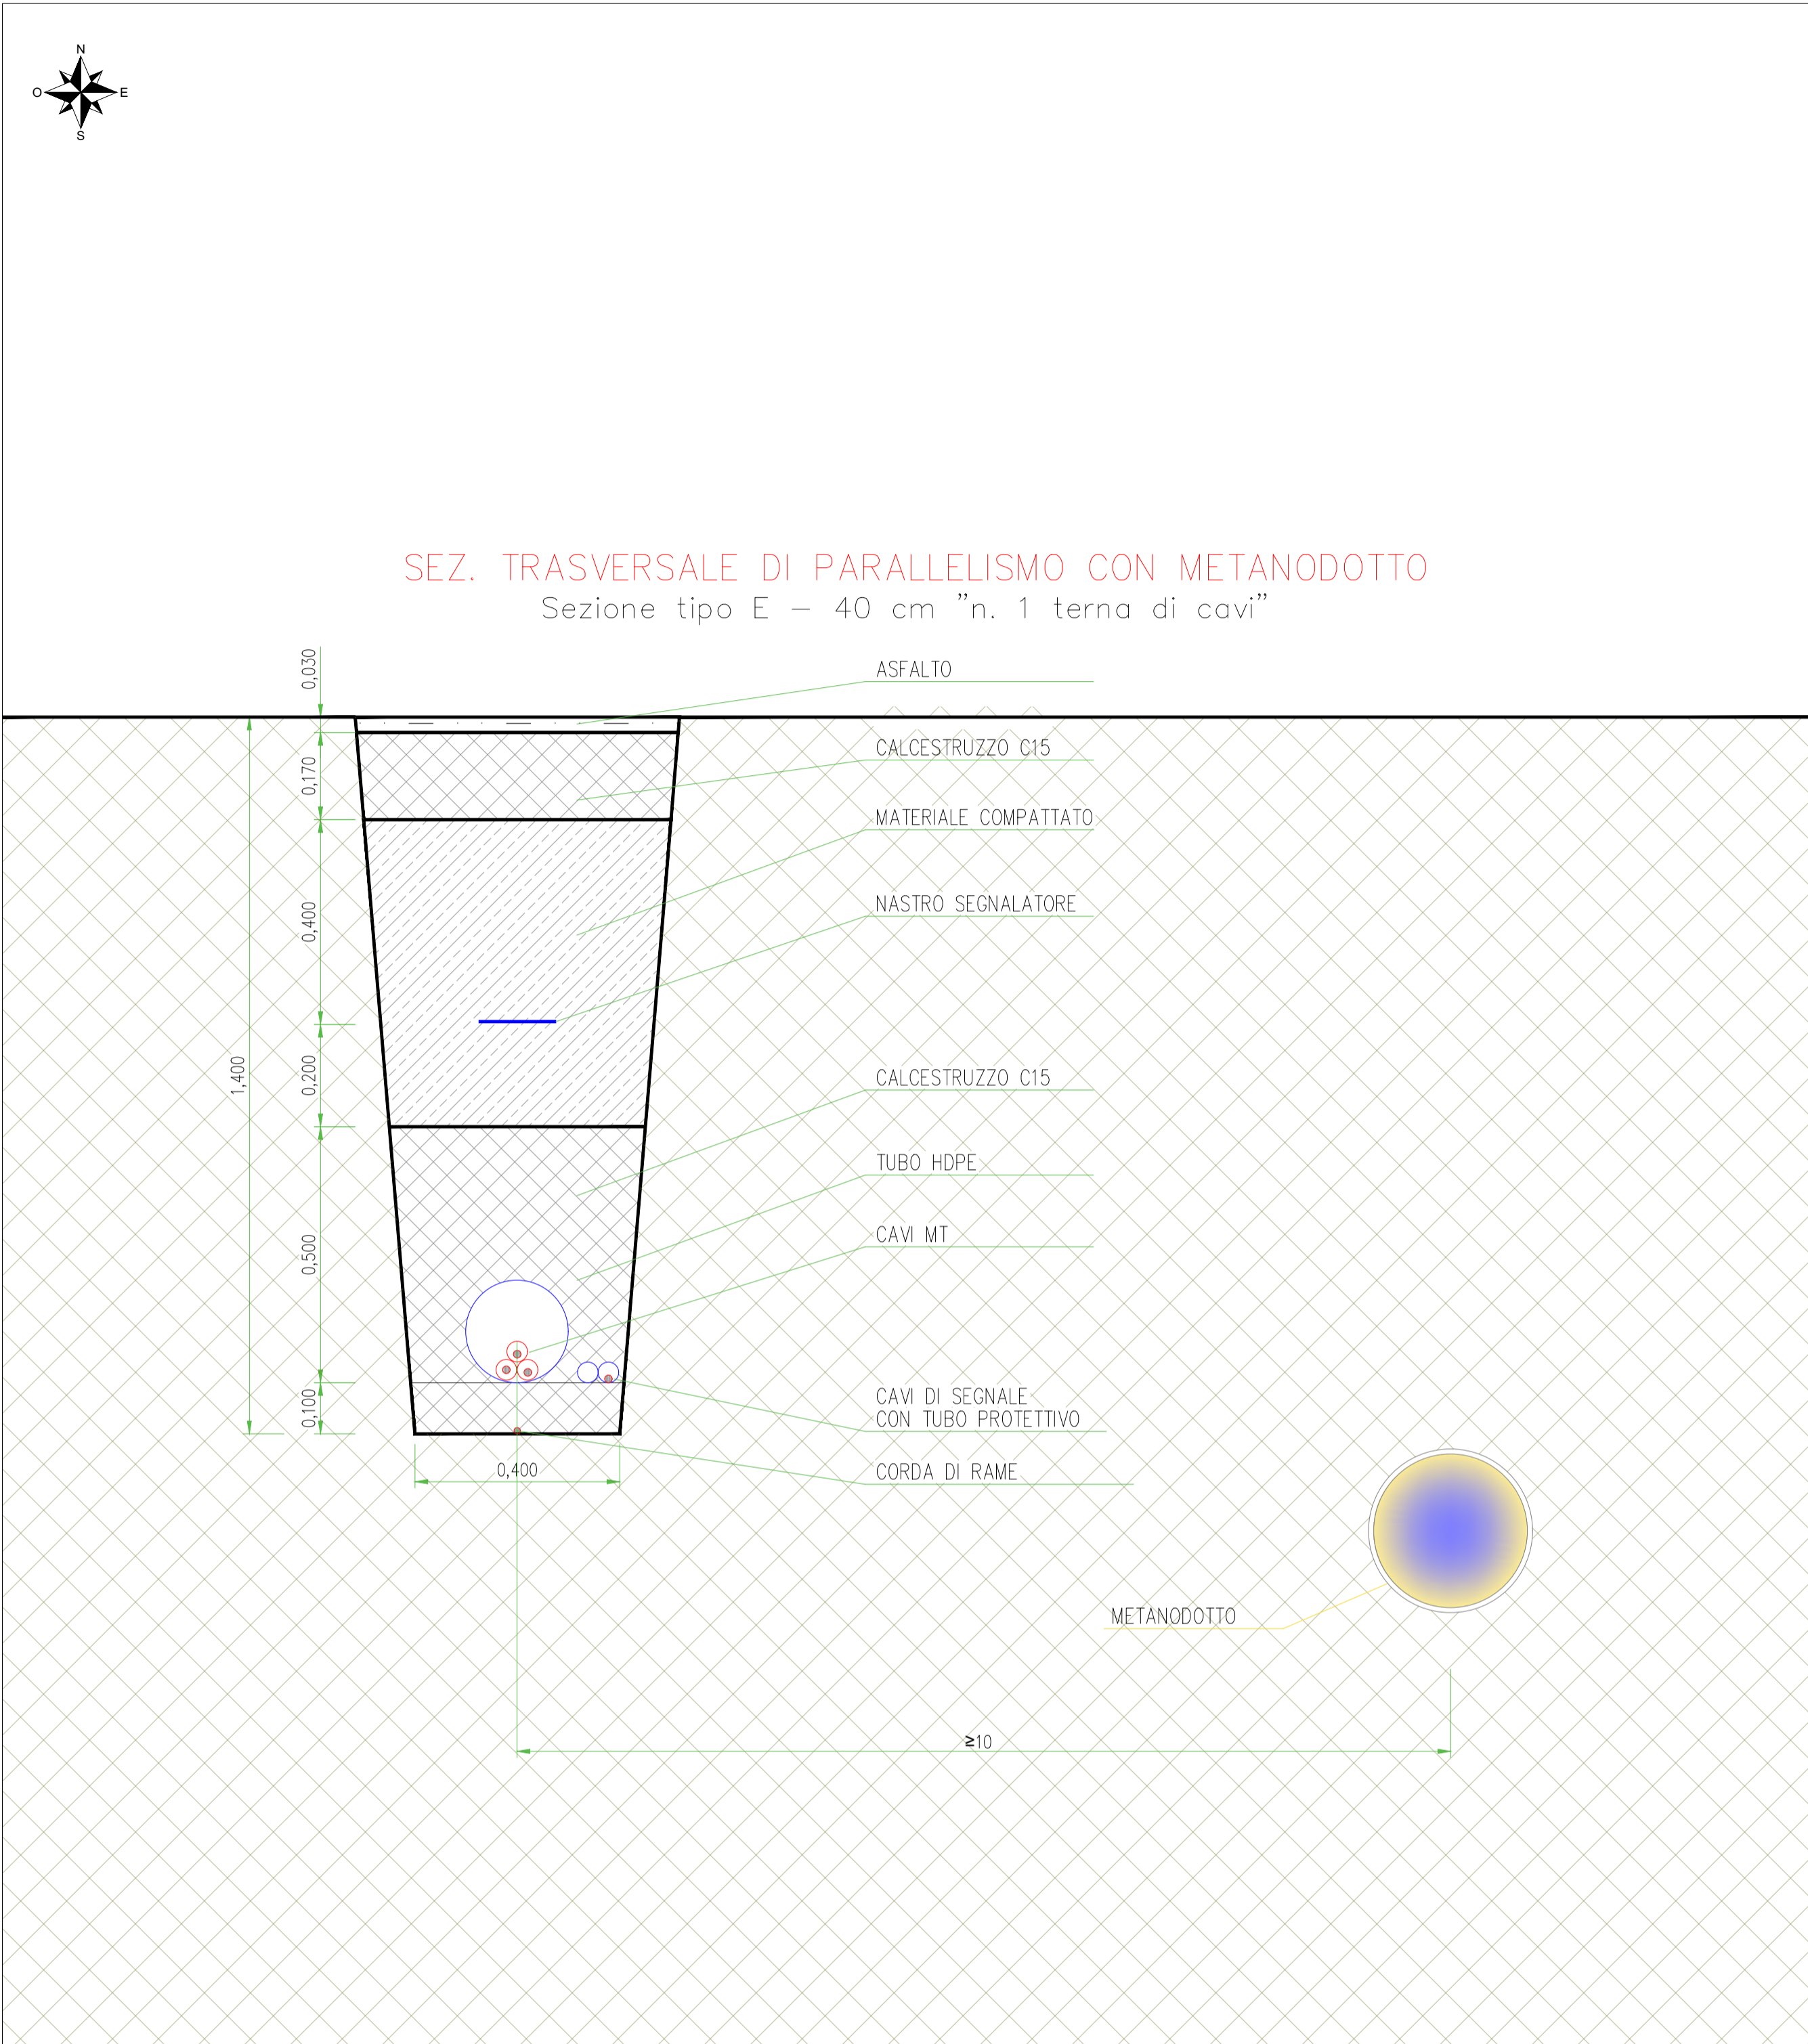 N
O E
S
SEZ. TRASVERSALE DI PARALLELISMO CON METANODOTTO
Sezione tipo E – 40 cm "n. 1 terna di cavi"
0,030
ASFALTO
0,170
CALCESTRUZZO C15
MATERIALE COMPATTATO
0,400
NASTRO SEGNALATORE
1,400
0,200
CALCESTRUZZO C15
TUBO HDPE
0,500
CAVI MT
0,100
CAVI DI SEGNALE
CON TUBO PROTETTIVO
0,400
CORDA DI RAME
METANODOTTO
≥10